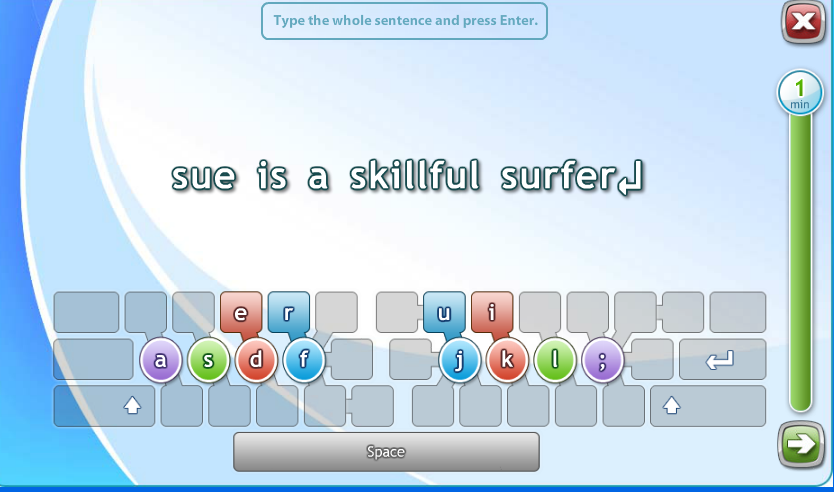 Type the whole sentence and press Enter.
1
min
sue is a skillful surfer↵
e r u i
a s d f j k l ;
Space